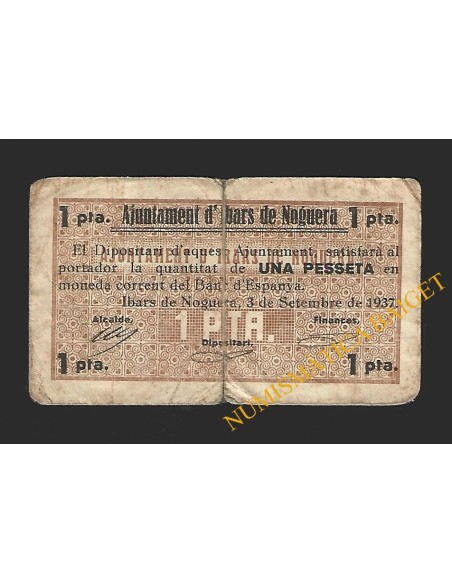 1 pta. Ajuntament d'Ibars de Noguera 1 pta.
El Dipositari d'aquest Ajuntament, satisfarà al
portador la quantitat de UNA PESSETA en
moneda corrent del Banc d'Espanya.
Ibars de Noguera, 3 de Setembre de 1937
Alcalde. Finances.
1 PTA.
Dipositari.
1 pta. 1 pta.
NUMISMATICA BAIGET